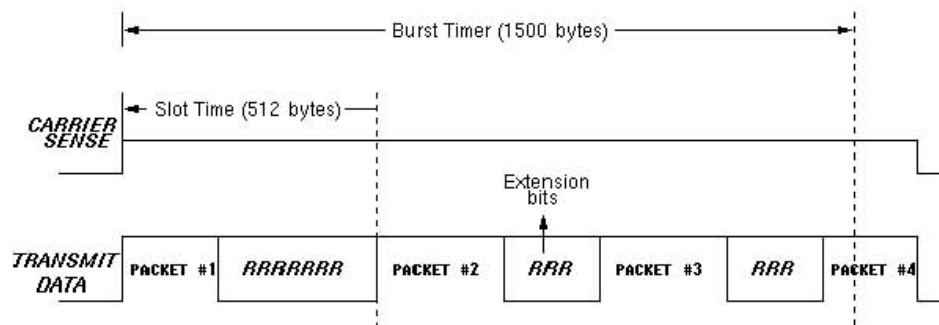 Burst Timer (1500 bytes)
Slot Time (512 bytes)
CARRIER
SENSE
Extension
bits
TRANSMIT
DATA
PACKET #1
RRRRRRR
PACKET #2
RRR
PACKET #3
RRR
PACKET #4